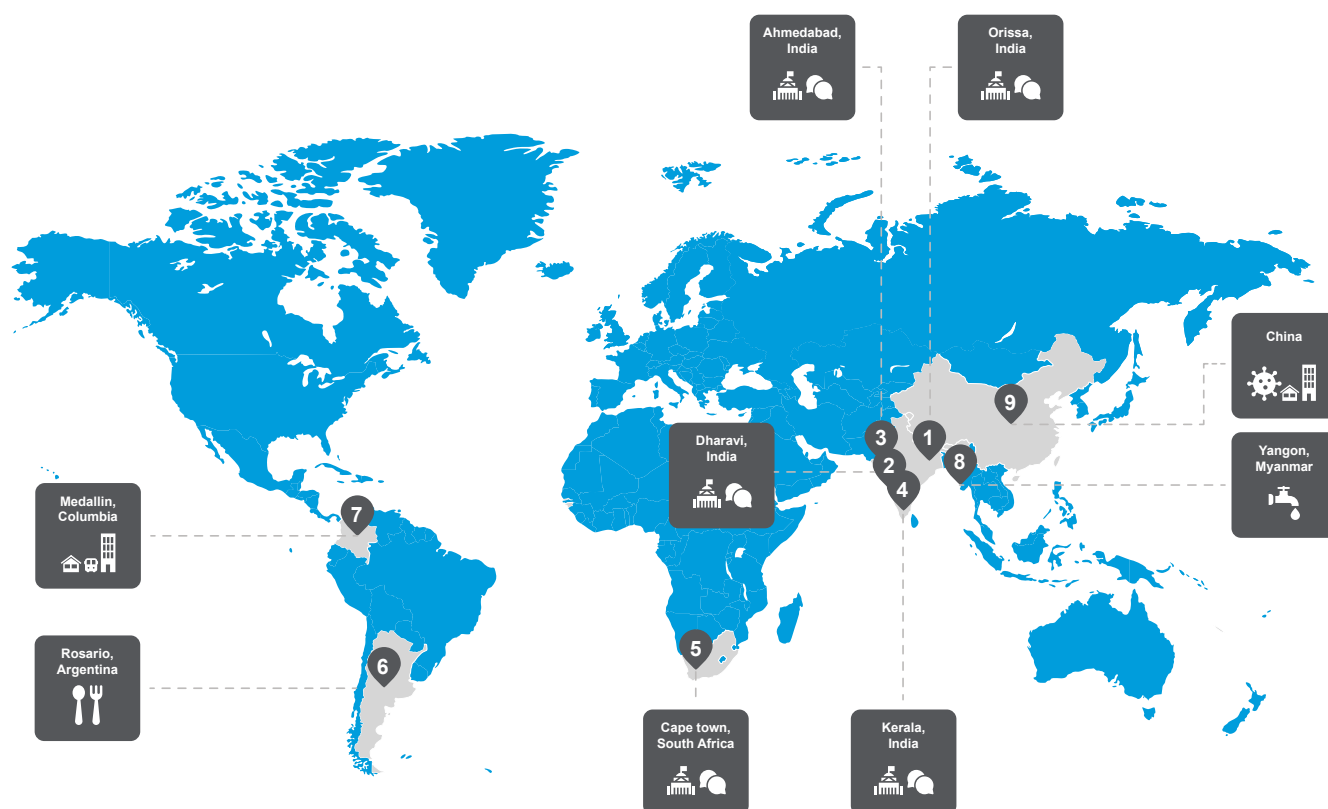 Ahmedabad,
India
Orissa,
India
China
9
3
1
Dharavi,
India
Yangon,
Myanmar
2
8
4
Medallin,
Columbia
7
Rosario,
Argentina
5
6
Cape town,
South Africa
Kerala,
India